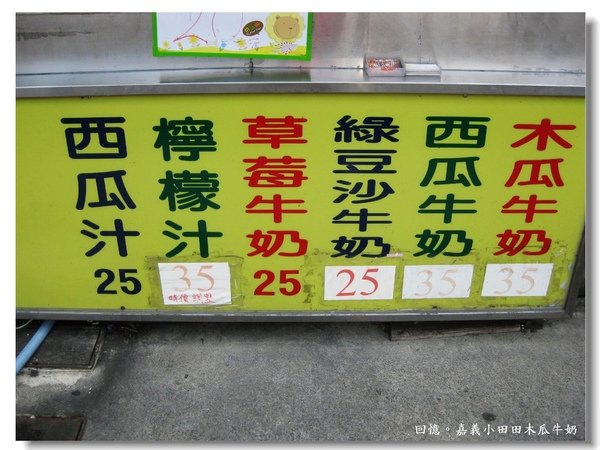 木瓜牛奶 35
西瓜牛奶 35
綠豆沙牛奶 25
草莓牛奶 25
檸檬汁 35
時價
西瓜汁 25
回憶。嘉義小田田木瓜牛奶